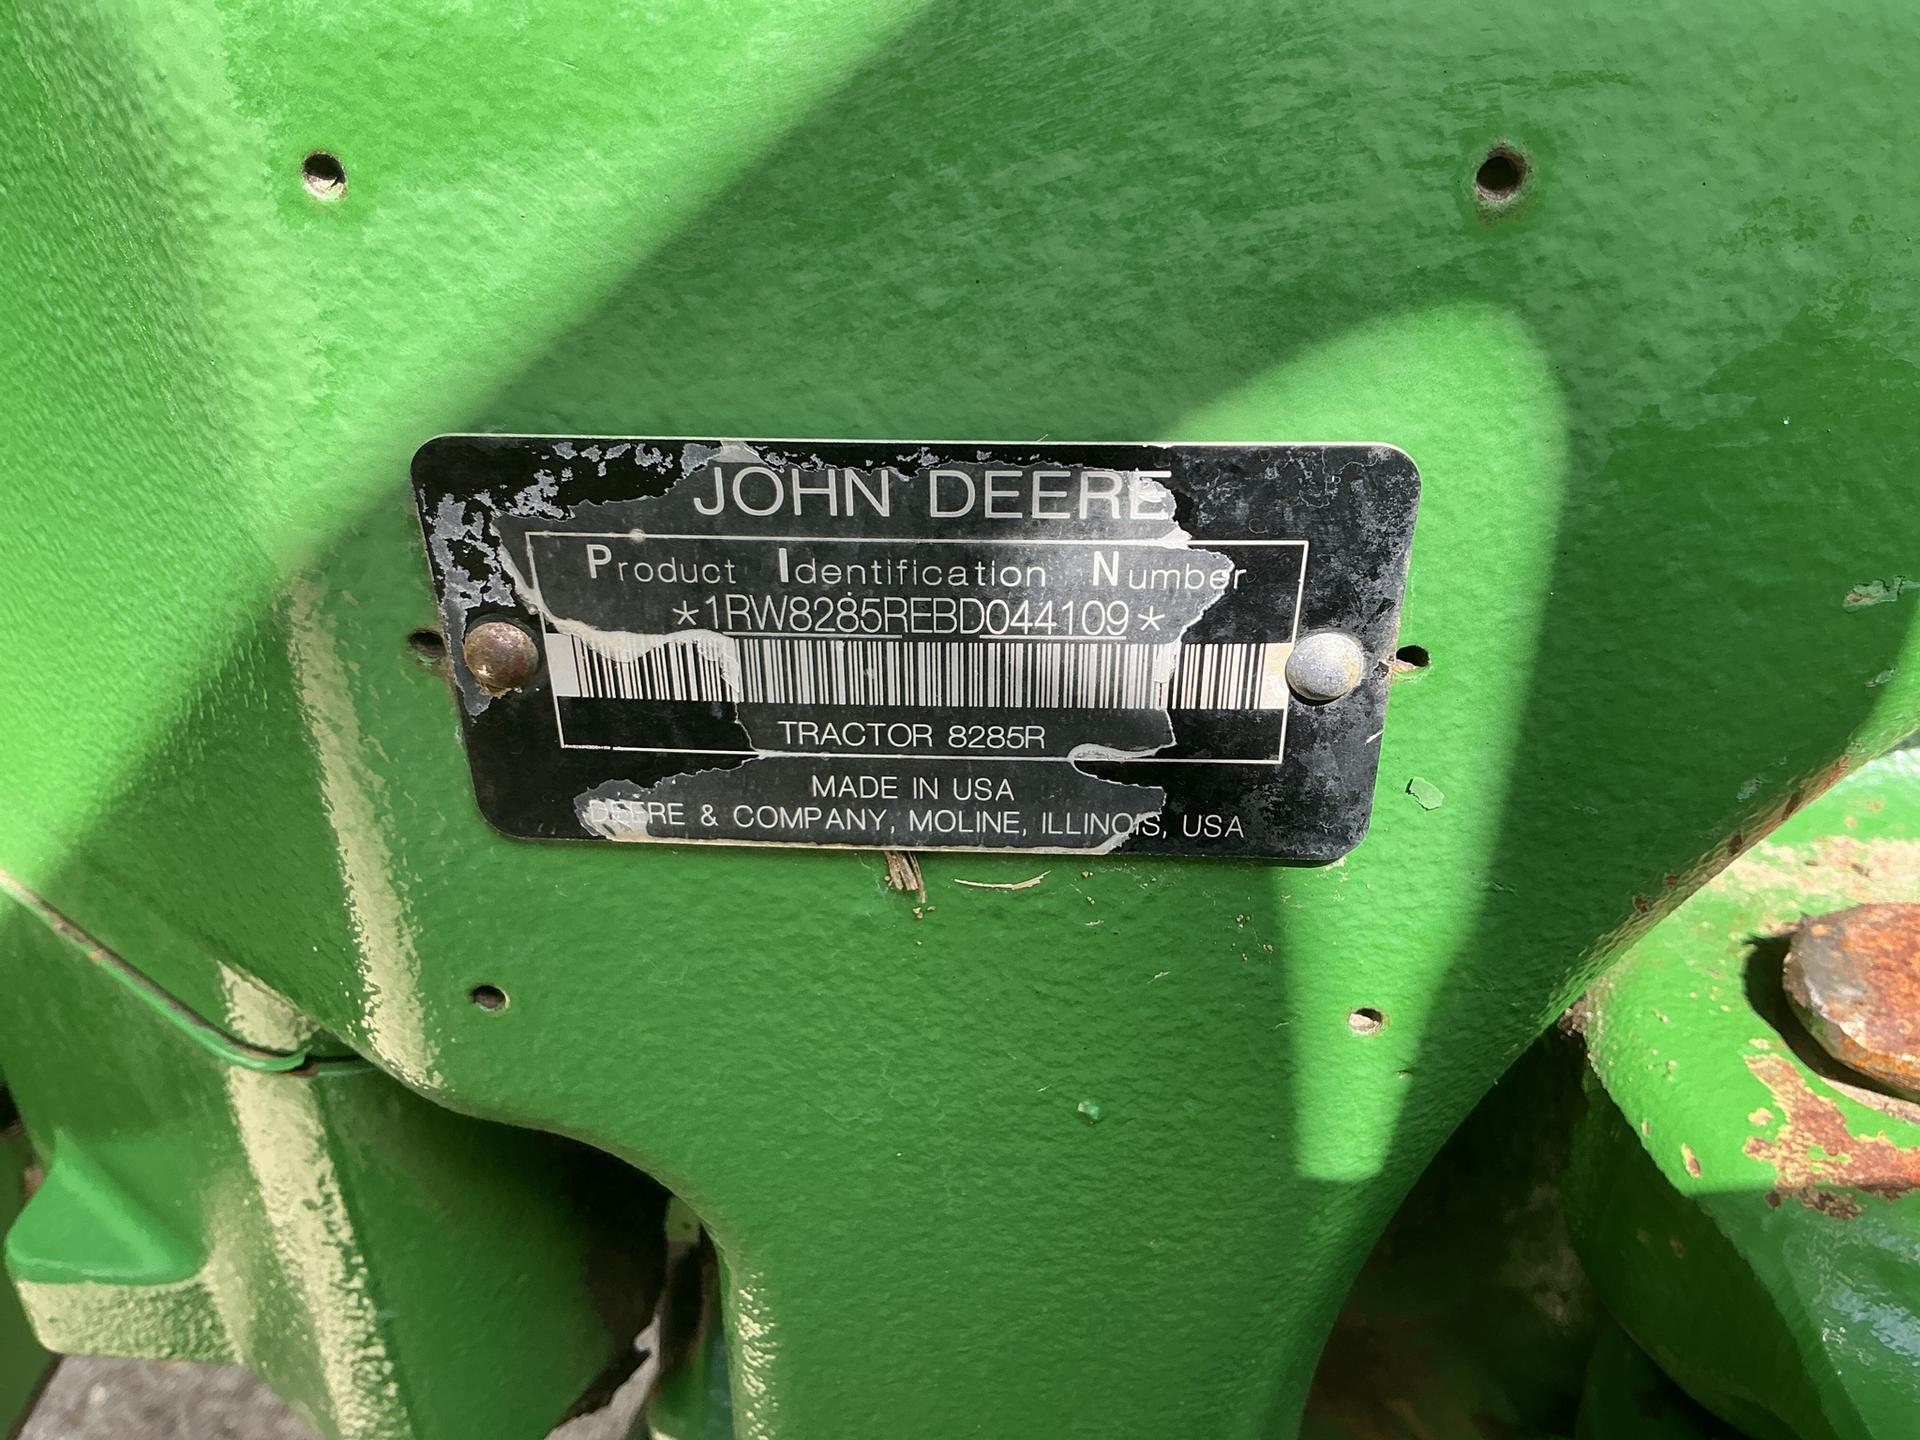 JOHN DEERE
Product Identification Number
*1RW8285REBD044109*
TRACTOR 8285R
MADE IN USA
DEERE & COMPANY, MOLINE, ILLINOIS, USA